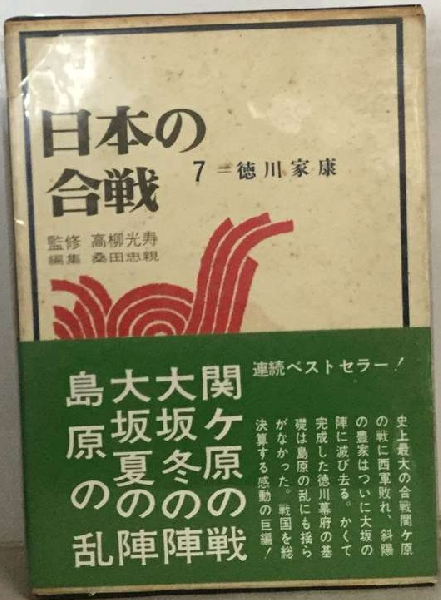 日本の
合戦
7=徳川家康
監修 高柳光寿
編集 桑田忠親
連続ベストセラー!
関ケ原の戦
大坂冬の陣
大坂夏の陣
島原の乱
史上最大の合戦関ケ原
の戦に西軍敗れ、斜陽
の豊家はついに大坂の
陣に滅び去る。かくて
完成した徳川幕府の基
礎は島原の乱にも揺ら
がなかった。戦国を総
決算する感動の巨編!